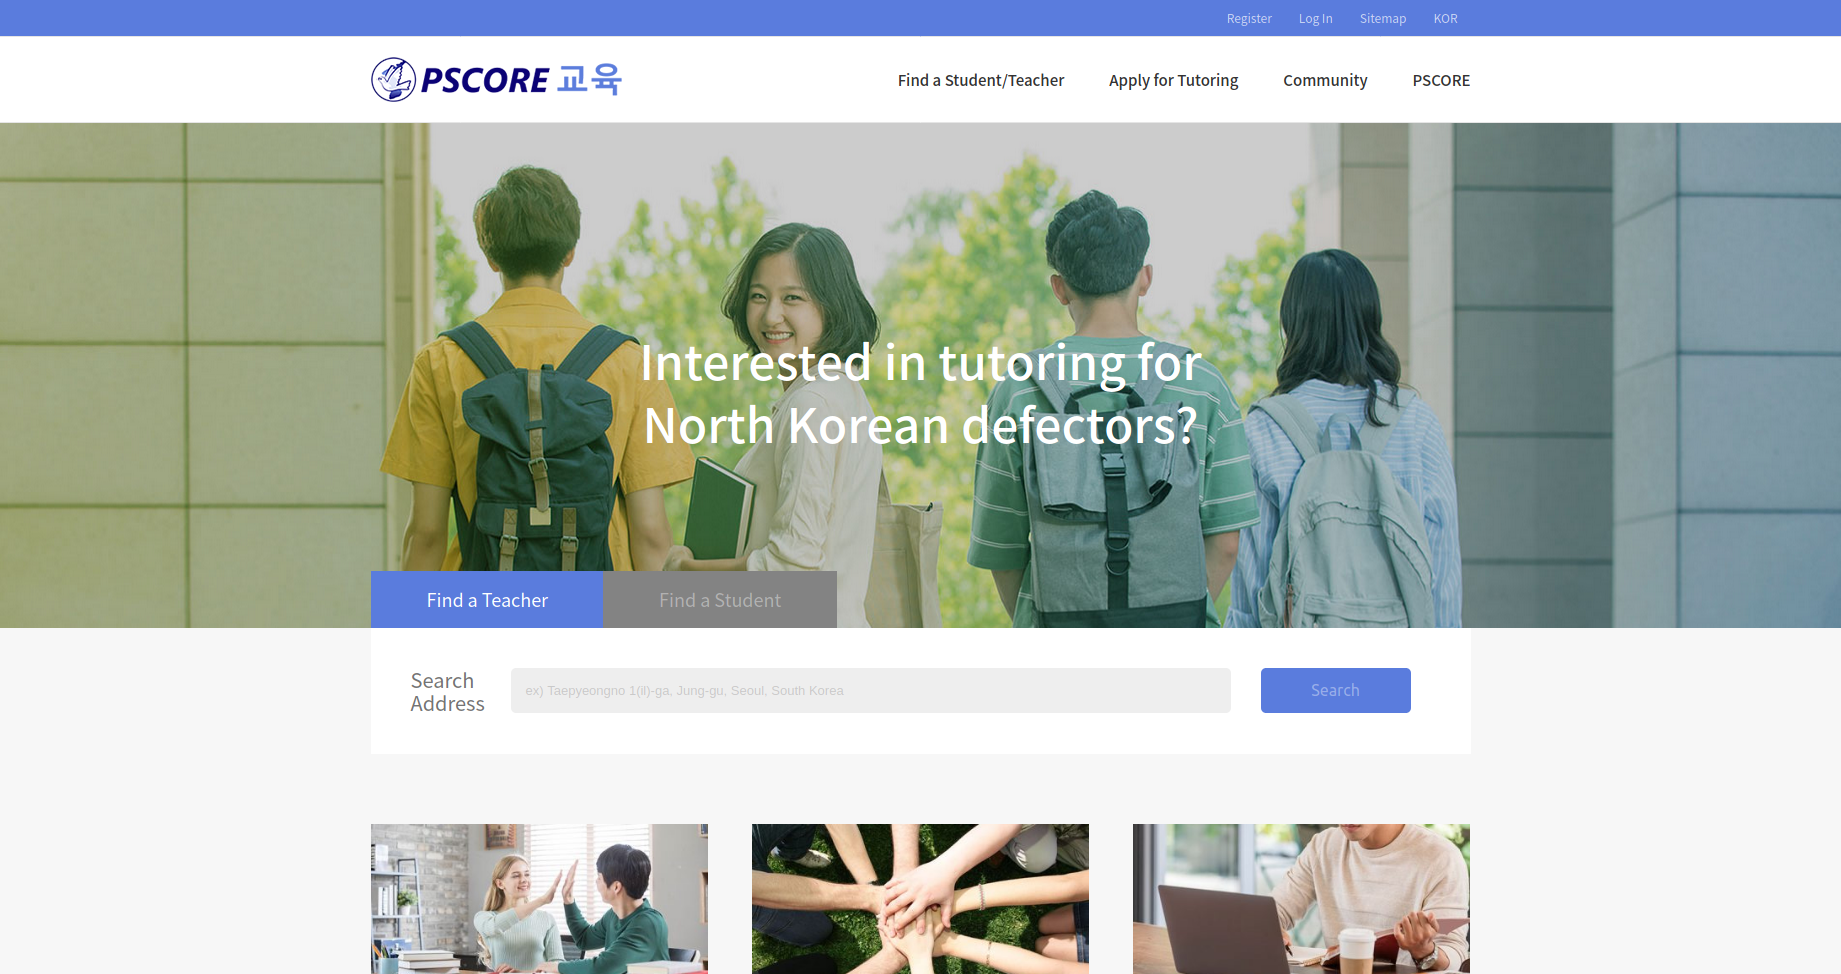 Register Log In Sitemap KOR
PSCORE 교육
Find a Student/Teacher Apply for Tutoring Community PSCORE
Interested in tutoring for
North Korean defectors?
Find a Teacher Find a Student
Search
Address
ex) Taepyeongno 1(il)-ga, Jung-gu, Seoul, South Korea
Search